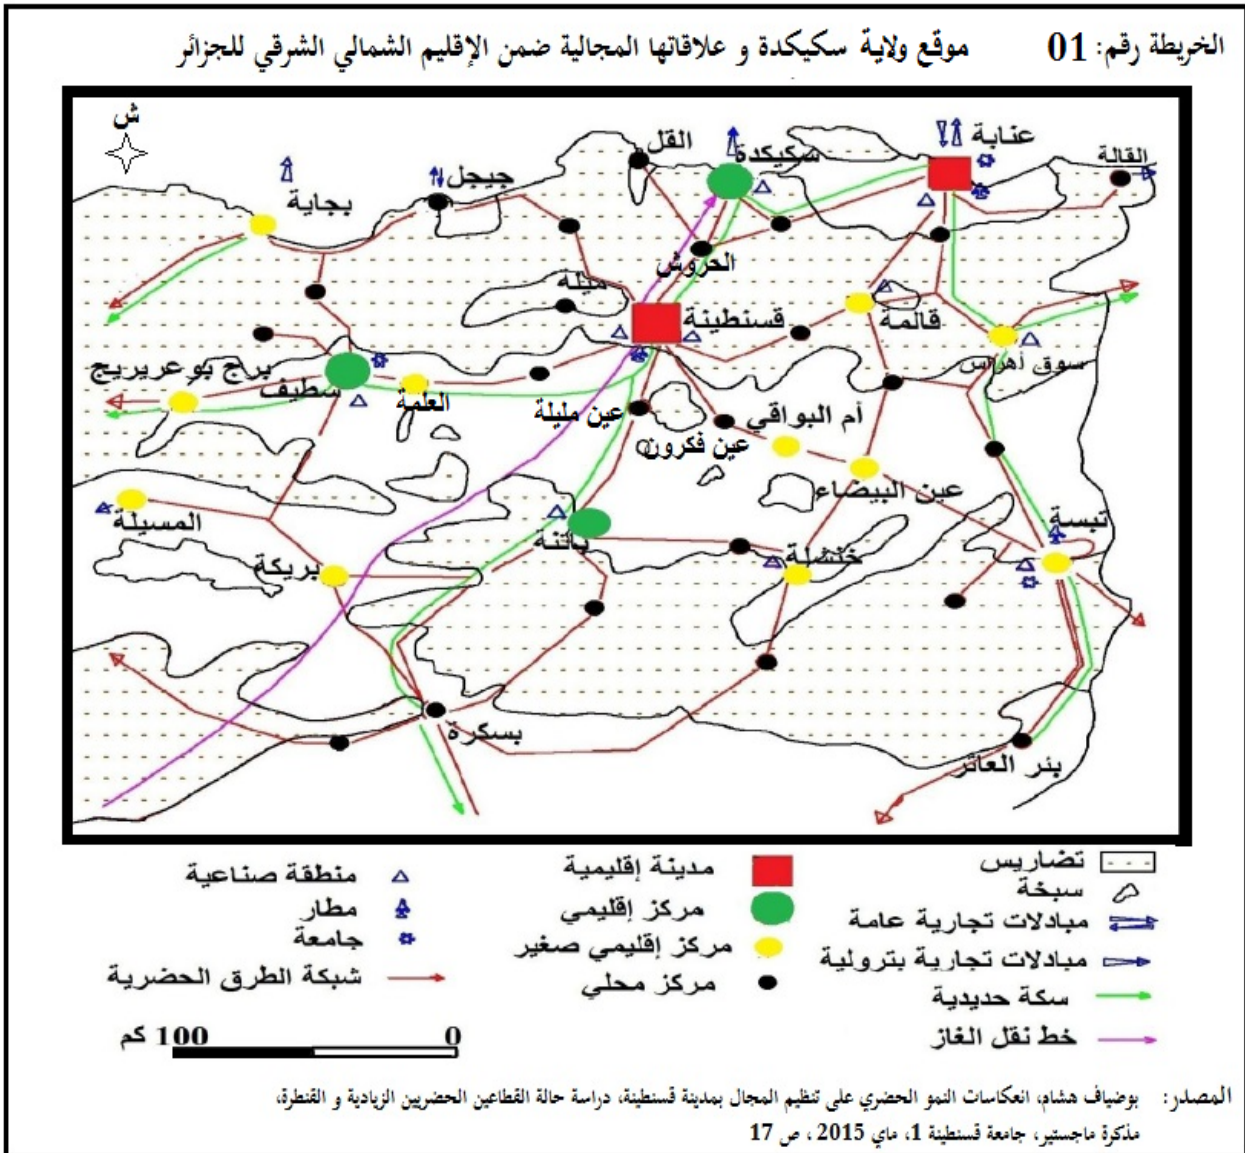 الخريطة رقم: 01 موقع ولاية سكيكدة و علاقاتها المجالية ضمن الإقليم الشمالي الشرقي للجزائر
ش
القل
سكيكدة
عنابة
القالة
جيجل
بجاية
الحروش
ميلة
قسنطينة
قالمة
سوق أهراس
برج بوعريريج
سطيف
العلمة
عين مليلة
عين فكرون
أم البواقي
عين البيضاء
المسيلة
باتنة
خنشلة
تبسة
بريكة
بسكرة
بئر العاتر
تضاريس
سبخة
مبادلات تجارية عامة
مبادلات تجارية بترولية
سكة حديدية
خط نقل الغاز
مدينة إقليمية
مركز إقليمي
مركز إقليمي صغير
مركز محلي
منطقة صناعية
مطار
جامعة
شبكة الطرق الحضرية
0
100 كم
المصدر: بوضياف هشام، انعكاسات النمو الحضري على تنظيم المجال بمدينة قسنطينة، دراسة حالة القطاعين الحضريين الزيادية و القنطرة،
مذكرة ماجستير، جامعة قسنطينة 1، ماي 2015 ، ص 17